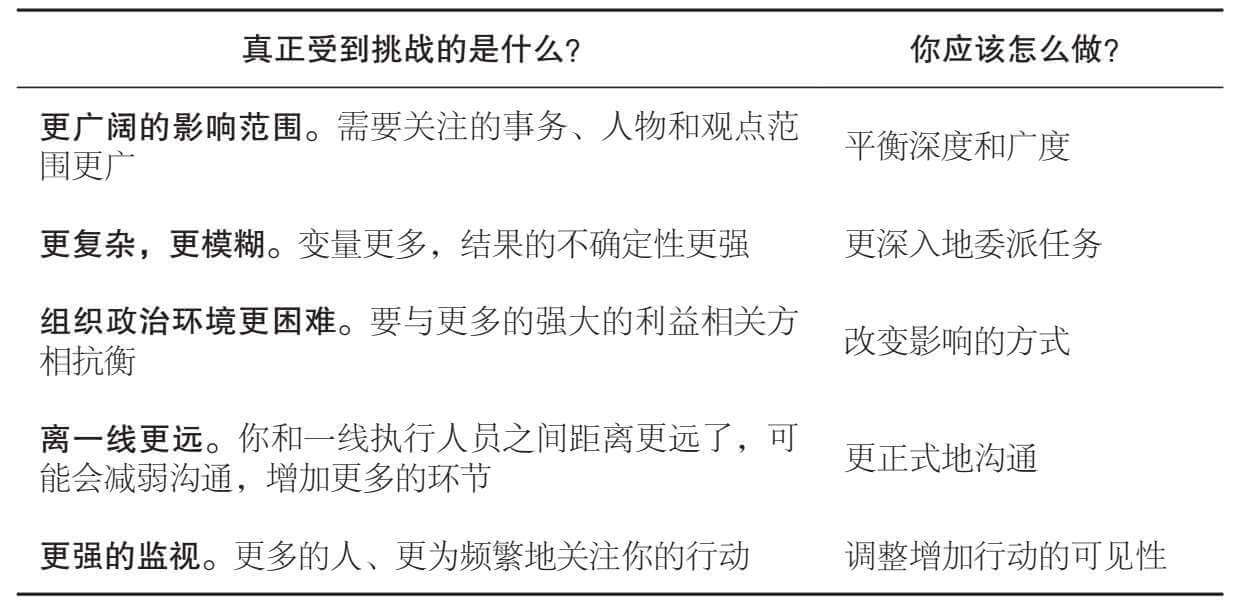 真正受到挑战的是什么? 你应该怎么做?
更广阔的影响范围。需要关注的事务、人物和观点范
围更广
平衡深度和广度
更复杂，更模糊。变量更多，结果的不确定性更强
更深入地委派任务
组织政治环境更困难。要与更多的强大的利益相关方
相抗衡
改变影响的方式
离一线更远。你和一线执行人员之间距离更远了，可
能会减弱沟通，增加更多的环节
更正式地沟通
更强的监视。更多的人、更为频繁地关注你的行动
调整增加行动的可见性